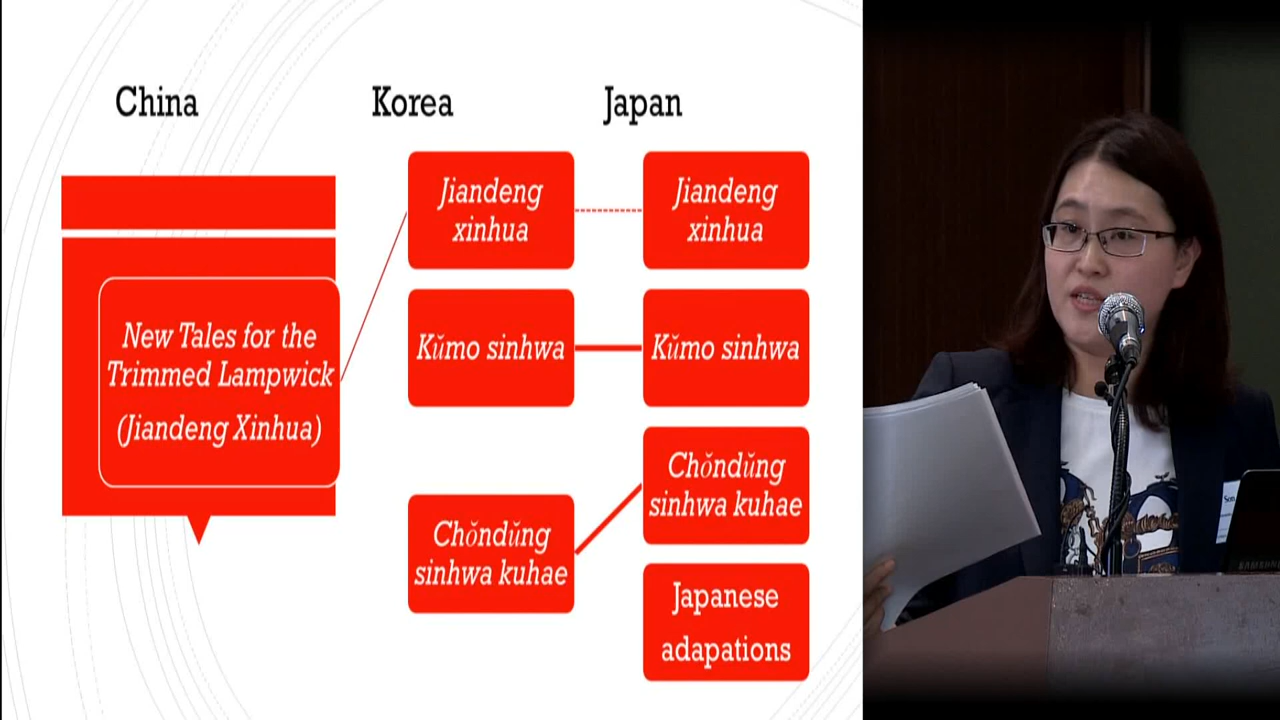 China
Korea
Japan
New Tales for the
Trimmed Lampwick
(Jiandeng Xinhua)
Jiandeng
xinhua
Kŭmo sinhwa
Chŏndŭng
sinhwa kuhae
Jiandeng
xinhua
Kŭmo sinhwa
Chŏndŭng
sinhwa kuhae
Japanese
adapations
SAMSUNG